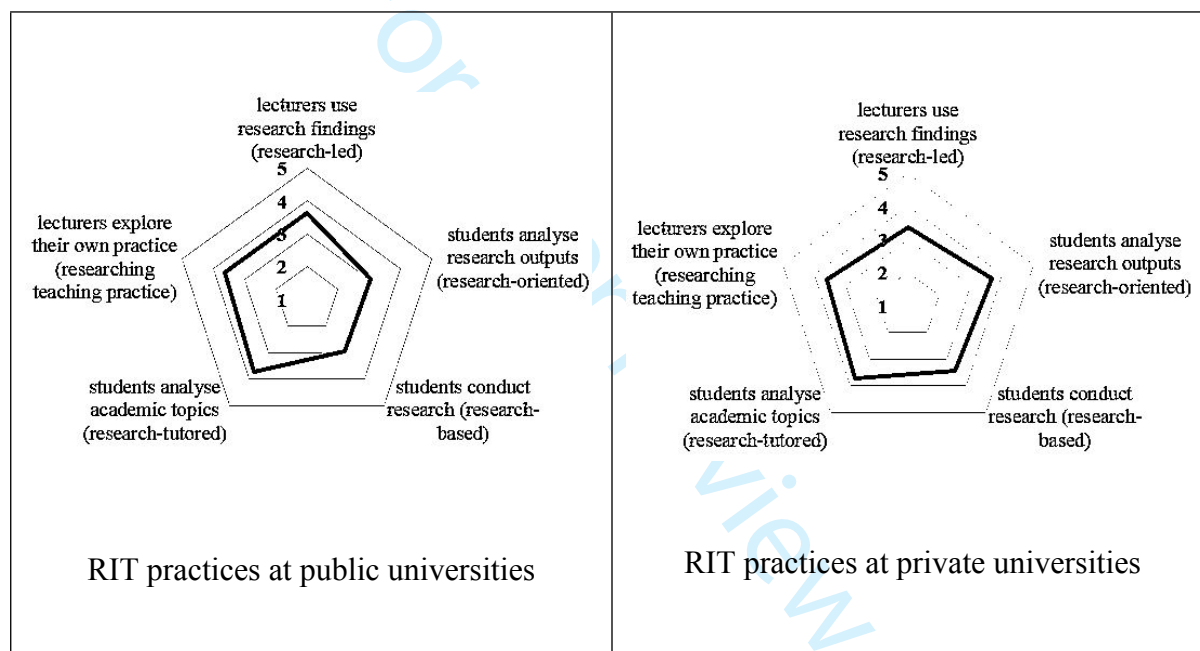 lecturers use
research findings
(research-led)
5
4
3
2
1
students analyse
research outputs
(research-oriented)
students conduct
research (research-
based)
students analyse
academic topics
(research-tutored)
lecturers explore
their own practice
(researching
teaching practice)
RIT practices at public universities
lecturers use
research findings
(research-led)
5
4
3
2
1
students analyse
research outputs
(research-oriented)
students conduct
research (research-
based)
students analyse
academic topics
(research-tutored)
lecturers explore
their own practice
(researching
teaching practice)
RIT practices at private universities
view